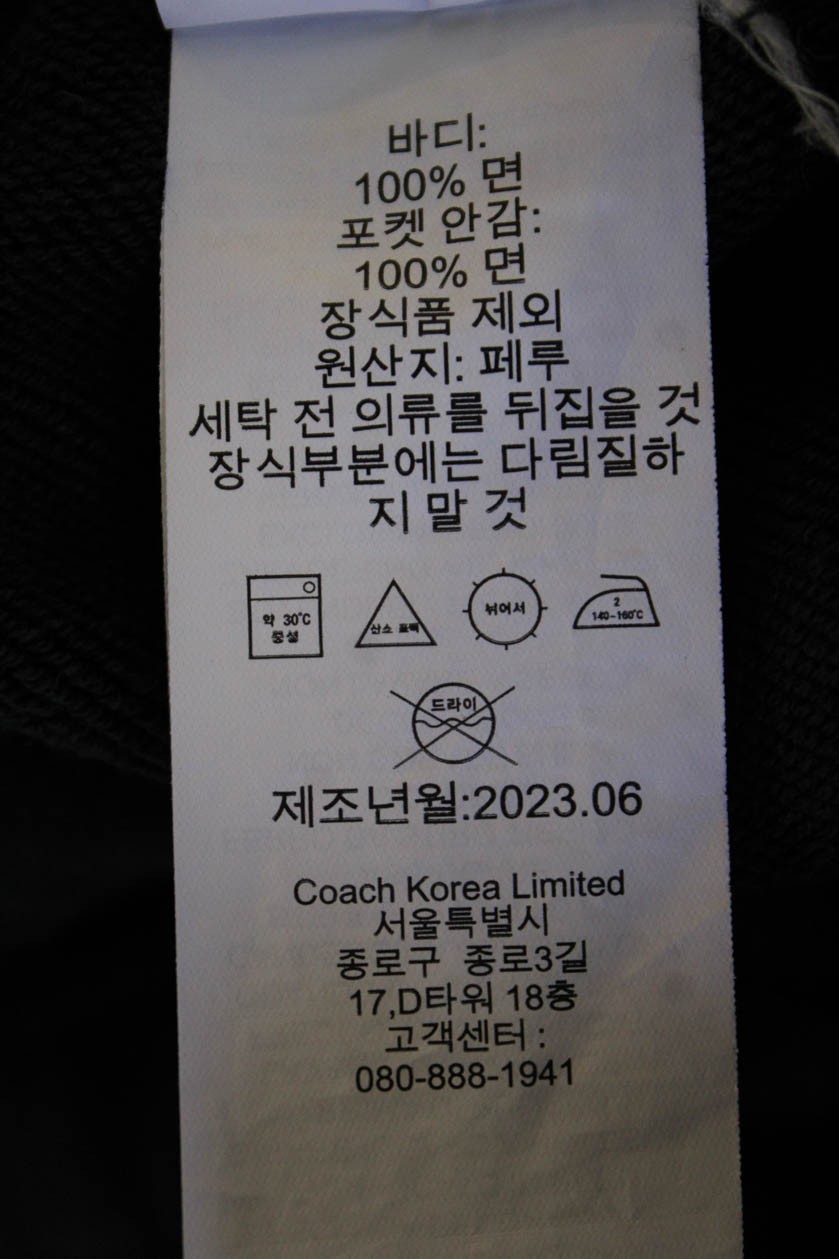 바디:
100% 면
포켓 안감:
100% 면
장식품 제외
원산지: 페루
세탁 전 의류를 뒤집을 것
장식부분에는 다림질하
지 말 것
약 30°C
중성
산소 표백
뉘어서
2
140~160°C
드라이
제조년월:2023.06
Coach Korea Limited
서울특별시
종로구 종로3길
17,D타워 18층
고객센터 :
080-888-1941